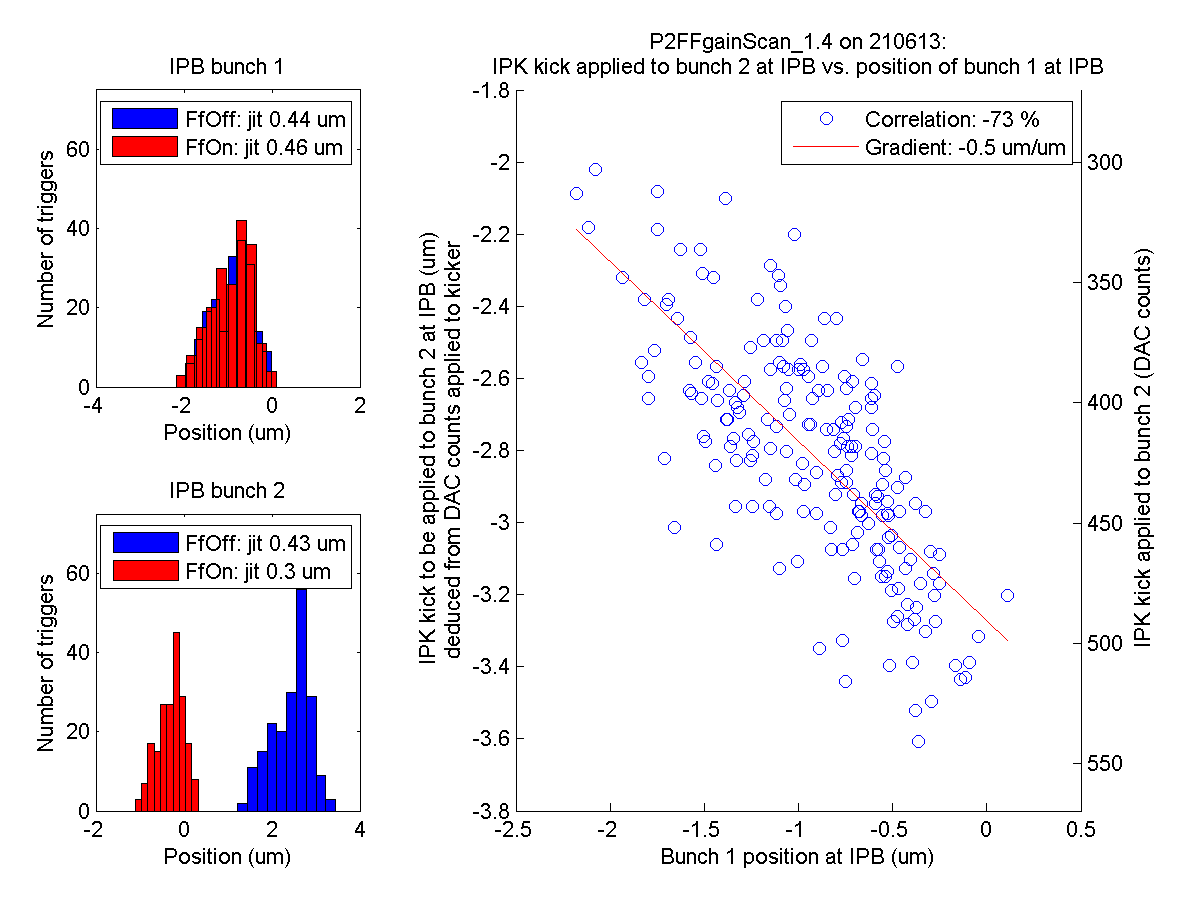 IPB bunch 1
FfOff: jit 0.44 um
FfOn: jit 0.46 um
Number of triggers
60
40
20
0
-4
-2
0
2
Position (um)
IPB bunch 2
FfOff: jit 0.43 um
FfOn: jit 0.3 um
Number of triggers
60
40
20
0
-2
0
2
4
Position (um)
P2FFgainScan_1.4 on 210613:
IPK kick applied to bunch 2 at IPB vs. position of bunch 1 at IPB
Correlation: -73 %
Gradient: -0.5 um/um
IPK kick to be applied to bunch 2 at IPB (um)
deduced from DAC counts applied to kicker
-1.8
-2
-2.2
-2.4
-2.6
-2.8
-3
-3.2
-3.4
-3.6
-3.8
-2.5
-2
-1.5
-1
-0.5
0
0.5
Bunch 1 position at IPB (um)
300
350
400
450
500
550
IPK kick applied to bunch 2 (DAC counts)